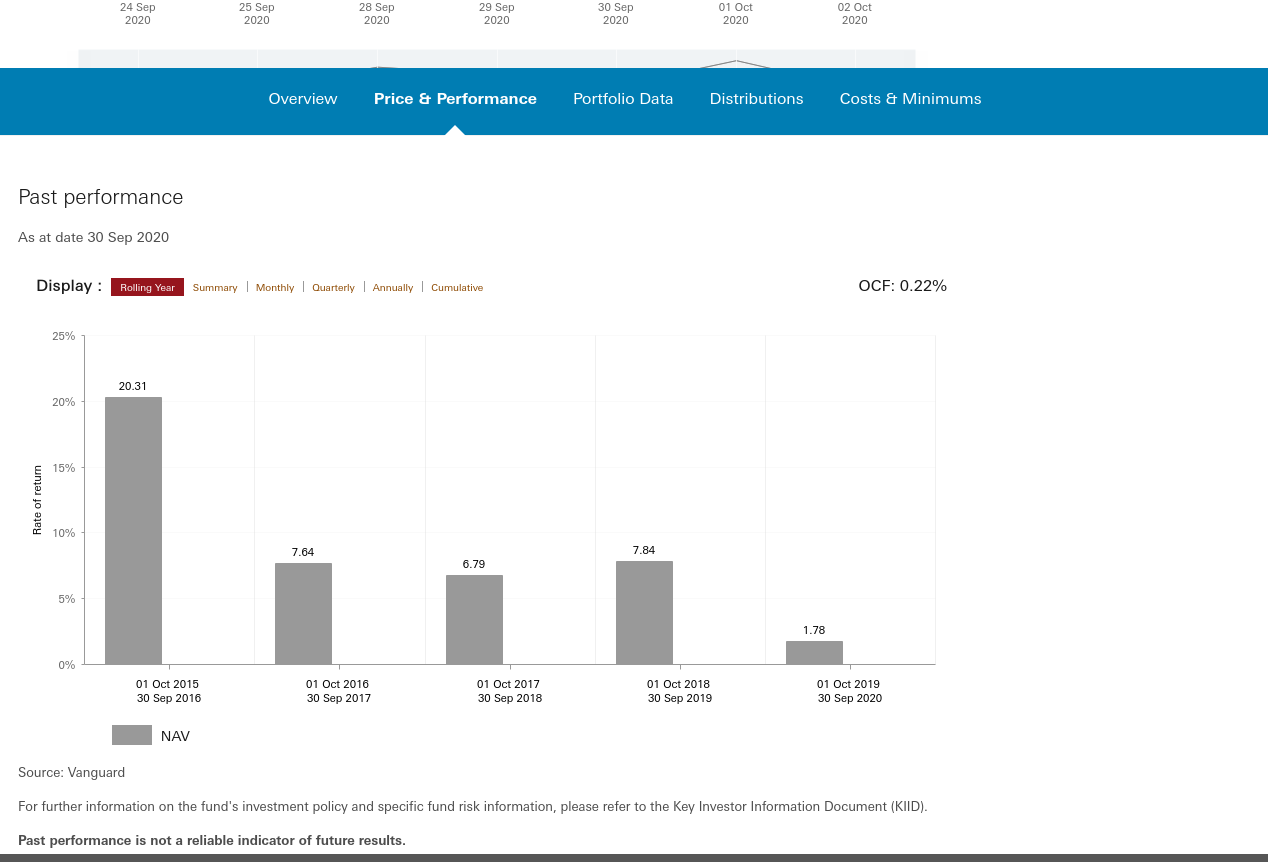 24 Sep 25 Sep 28 Sep 29 Sep 30 Sep 01 Oct 02 Oct
2020 2020 2020 2020 2020 2020 2020
Overview Price & Performance Portfolio Data Distributions Costs & Minimums
Past performance
As at date 30 Sep 2020
Display : Rolling Year Summary Monthly Quarterly Annually Cumulative OCF: 0.22%
25%
20.31
20%
15%
Rate of return
10%
7.64 6.79 7.84
5%
1.78
0%
01 Oct 2015 01 Oct 2016 01 Oct 2017 01 Oct 2018 01 Oct 2019
30 Sep 2016 30 Sep 2017 30 Sep 2018 30 Sep 2019 30 Sep 2020
NAV
Source: Vanguard
For further information on the fund's investment policy and specific fund risk information, please refer to the Key Investor Information Document (KIID).
Past performance is not a reliable indicator of future results.